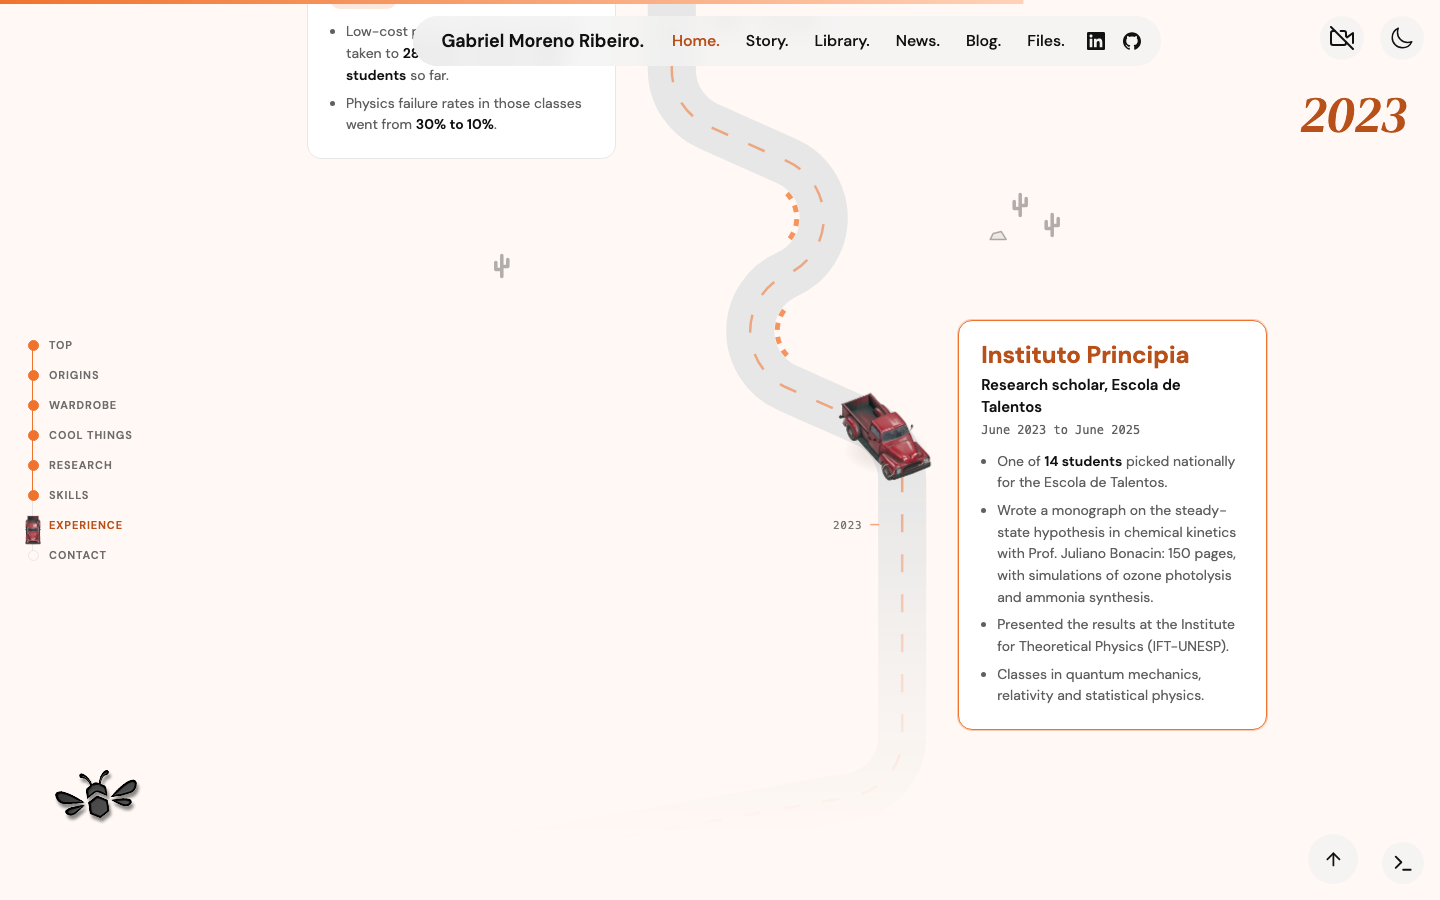 Gabriel Moreno Ribeiro.
Home.
Story.
Library.
News.
Blog.
Files.
Low-cost
taken to 28
students so far.
Physics failure rates in those classes
went from 30% to 10%.
2023
TOP
ORIGINS
WARDROBE
COOL THINGS
RESEARCH
SKILLS
EXPERIENCE
CONTACT
Instituto Principia
Research scholar, Escola de
Talentos
June 2023 to June 2025
One of 14 students picked nationally
for the Escola de Talentos.
Wrote a monograph on the steady-
state hypothesis in chemical kinetics
with Prof. Juliano Bonacin: 150 pages,
with simulations of ozone photolysis
and ammonia synthesis.
Presented the results at the Institute
for Theoretical Physics (IFT-UNESP).
Classes in quantum mechanics,
relativity and statistical physics.
2023